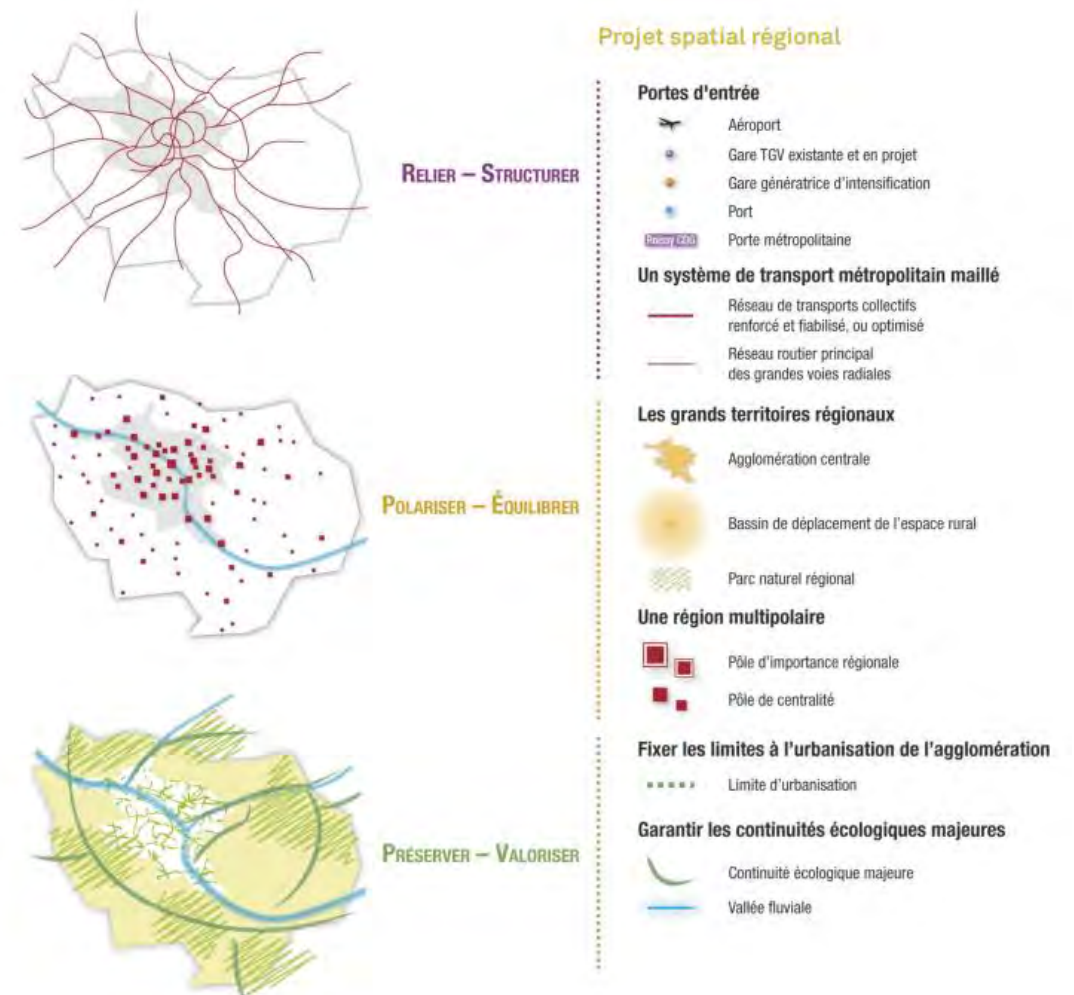 Projet spatial régional
RELIER – STRUCTURER
Portes d'entrée
Aéroport
Gare TGV existante et en projet
Gare génératrice d'intensification
Port
Roissy CDG
Porte métropolitaine
Un système de transport métropolitain maillé
Réseau de transports collectifs
renforcé et fiabilisé, ou optimisé
Réseau routier principal
des grandes voies radiales
POLARISER – ÉQUILIBRER
Les grands territoires régionaux
Agglomération centrale
Bassin de déplacement de l'espace rural
Parc naturel régional
Une région multipolaire
Pôle d'importance régionale
Pôle de centralité
PRÉSERVER – VALORISER
Fixer les limites à l'urbanisation de l'agglomération
Limite d'urbanisation
Garantir les continuités écologiques majeures
Continuité écologique majeure
Vallée fluviale